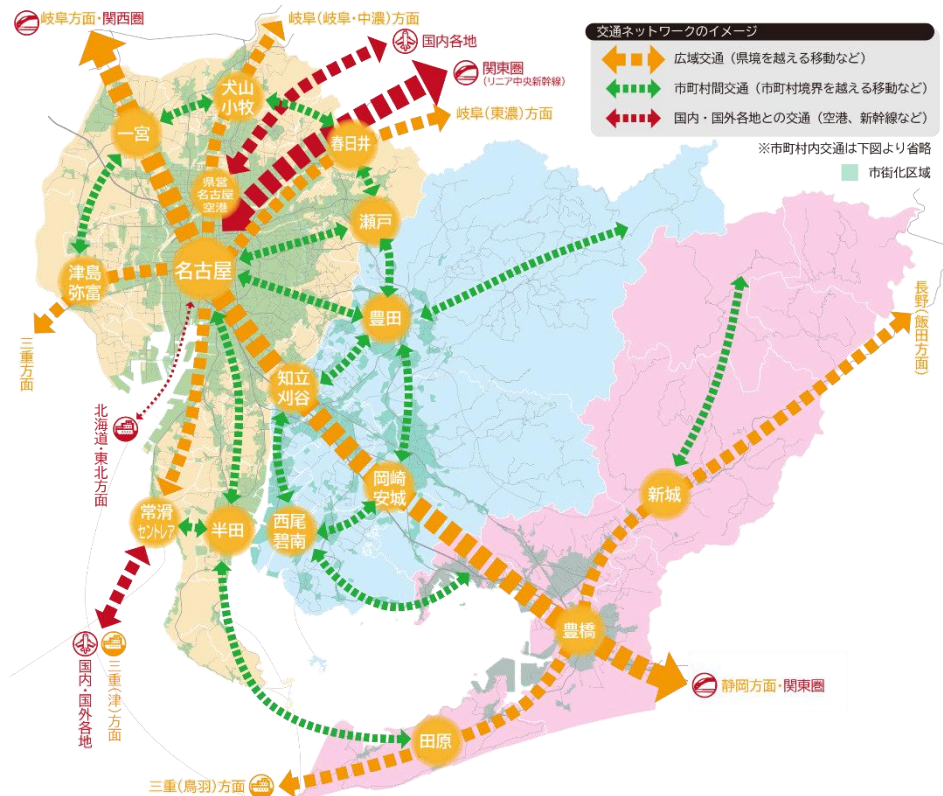 岐阜方面・関西圏
岐阜(岐阜・中濃)方面
国内各地
関東圏
(リニア中央新幹線)
岐阜(東濃)方面
交通ネットワークのイメージ
広域交通(県境を越える移動など)
市町村間交通(市町村境界を越える移動など)
国内・国外各地との交通(空港、新幹線など)
※市町村内交通は下図より省略
市街化区域
犬山
小牧
一宮
春日井
県営
名古屋
空港
瀬戸
名古屋
津島
弥富
豊田
三重方面
長野(飯田方面)
知立
刈谷
北海道・東北方面
岡崎
安城
新城
常滑
セントレア
半田
西尾
碧南
豊橋
国内・国外各地
三重(津)方面
静岡方面・関東圏
田原
三重(鳥羽)方面